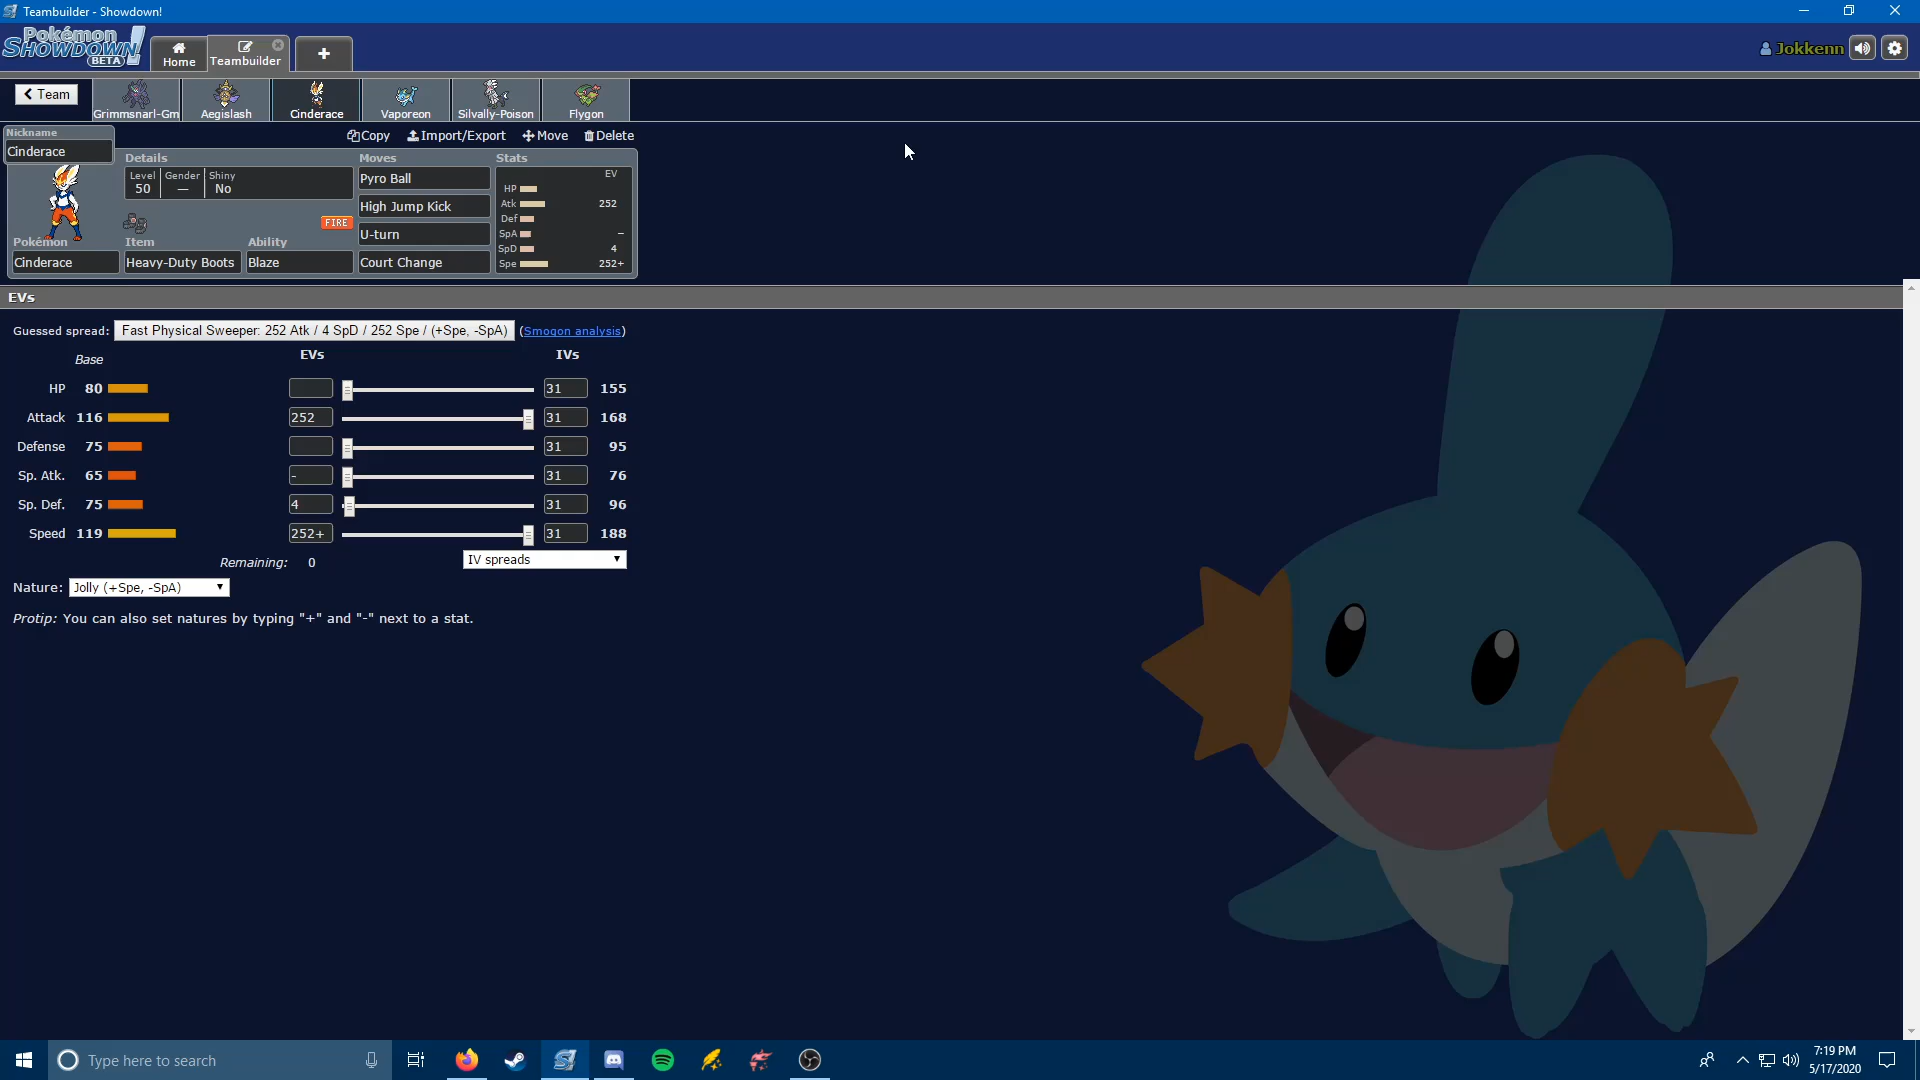 Teambuilder - Showdown!
Pokémon
SHOWDOWN!
BETA
Home
Teambuilder
Jokkenn
Team
Grimmsnarl-Gm
Aegislash
Cinderace
Vaporeon
Silvally-Poison
Flygon
Copy
Import/Export
Move
Delete
Nickname
Cinderace
Details
Level
50
Gender
—
Shiny
No
FIRE
Pokémon
Cinderace
Item
Heavy-Duty Boots
Ability
Blaze
Moves
Pyro Ball
High Jump Kick
U-turn
Court Change
Stats
EV
HP
Atk 252
Def
SpA –
SpD 4
Spe 252+
EVs
Guessed spread: Fast Physical Sweeper: 252 Atk / 4 SpD / 252 Spe / (+Spe, -SpA) (Smogon analysis)
Base EVs IVs
HP 80 31 155
Attack 116 252 31 168
Defense 75 31 95
Sp. Atk. 65 - 31 76
Sp. Def. 75 4 31 96
Speed 119 252+ 31 188
Remaining: 0 IV spreads
Nature: Jolly (+Spe, -SpA)
Protip: You can also set natures by typing "+" and "-" next to a stat.
Type here to search
7:19 PM
5/17/2020